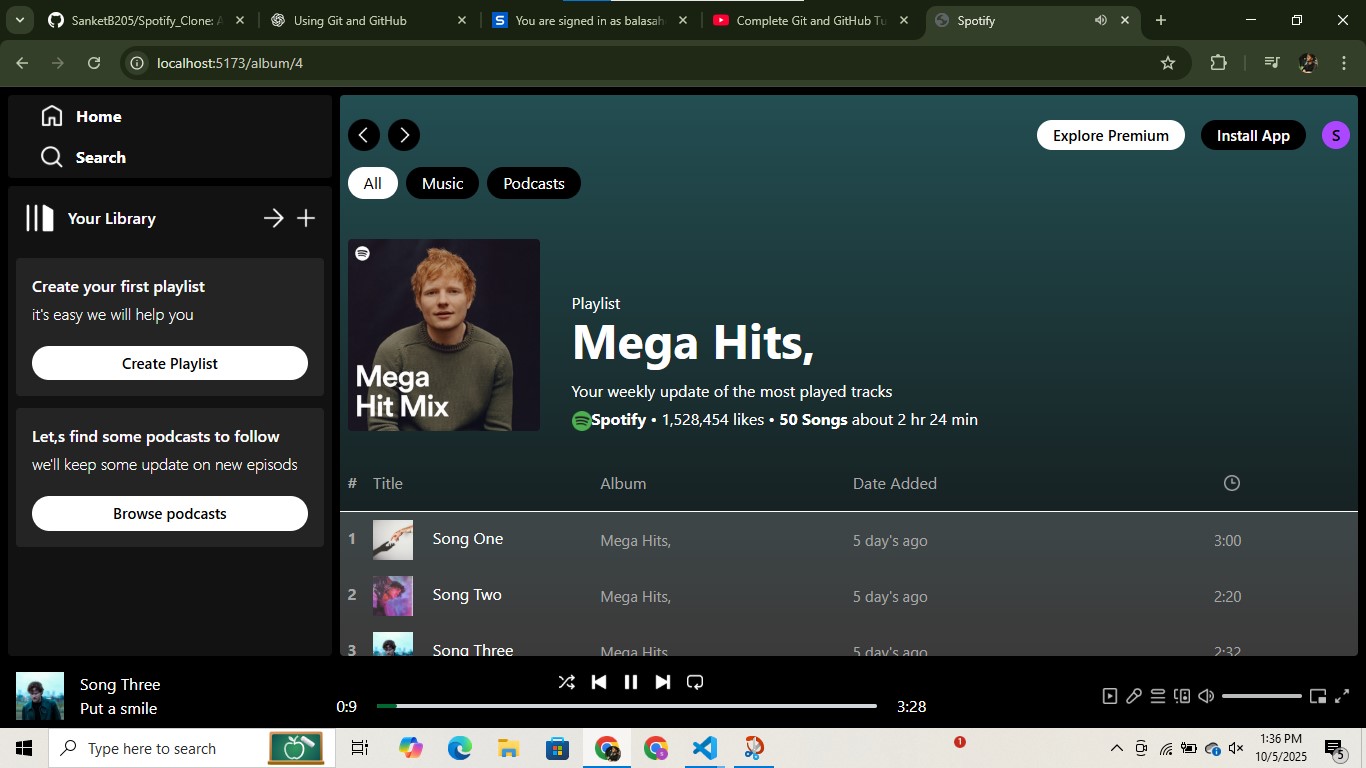 SanketB205/Spotify_Clone: A
Using Git and GitHub
You are signed in as balasah
Complete Git and GitHub Tu
Spotify
localhost:5173/album/4
Home
Search
Your Library
Create your first playlist
it's easy we will help you
Create Playlist
Let,s find some podcasts to follow
we'll keep some update on new episods
Browse podcasts
Explore Premium
Install App
S
All
Music
Podcasts
Mega
Hit Mix
Playlist
Mega Hits,
Your weekly update of the most played tracks
Spotify • 1,528,454 likes • 50 Songs about 2 hr 24 min
# Title Album Date Added
1 Song One Mega Hits, 5 day's ago 3:00
2 Song Two Mega Hits, 5 day's ago 2:20
3 Song Three Mega Hits, 5 day's ago 2:32
Song Three
Put a smile
0:9
3:28
Type here to search
1
1:36 PM
10/5/2025
5